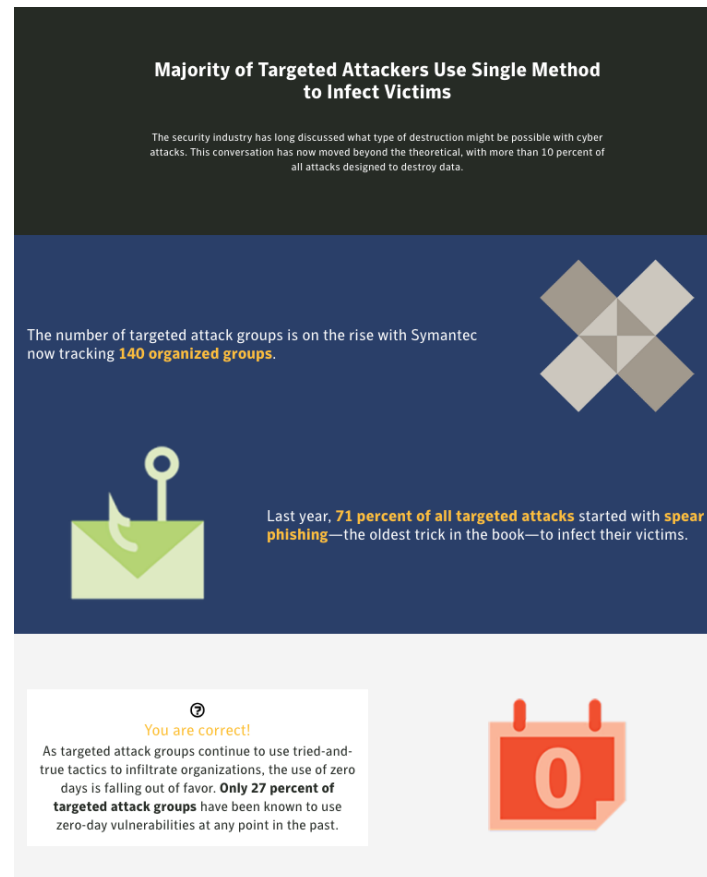 Majority of Targeted Attackers Use Single Method
to Infect Victims
The security industry has long discussed what type of destruction might be possible with cyber
attacks. This conversation has now moved beyond the theoretical, with more than 10 percent of
all attacks designed to destroy data.
The number of targeted attack groups is on the rise with Symantec
now tracking 140 organized groups.
Last year, 71 percent of all targeted attacks started with spear
phishing—the oldest trick in the book—to infect their victims.
?
You are correct!
As targeted attack groups continue to use tried-and-
true tactics to infiltrate organizations, the use of zero
days is falling out of favor. Only 27 percent of
targeted attack groups have been known to use
zero-day vulnerabilities at any point in the past.
0